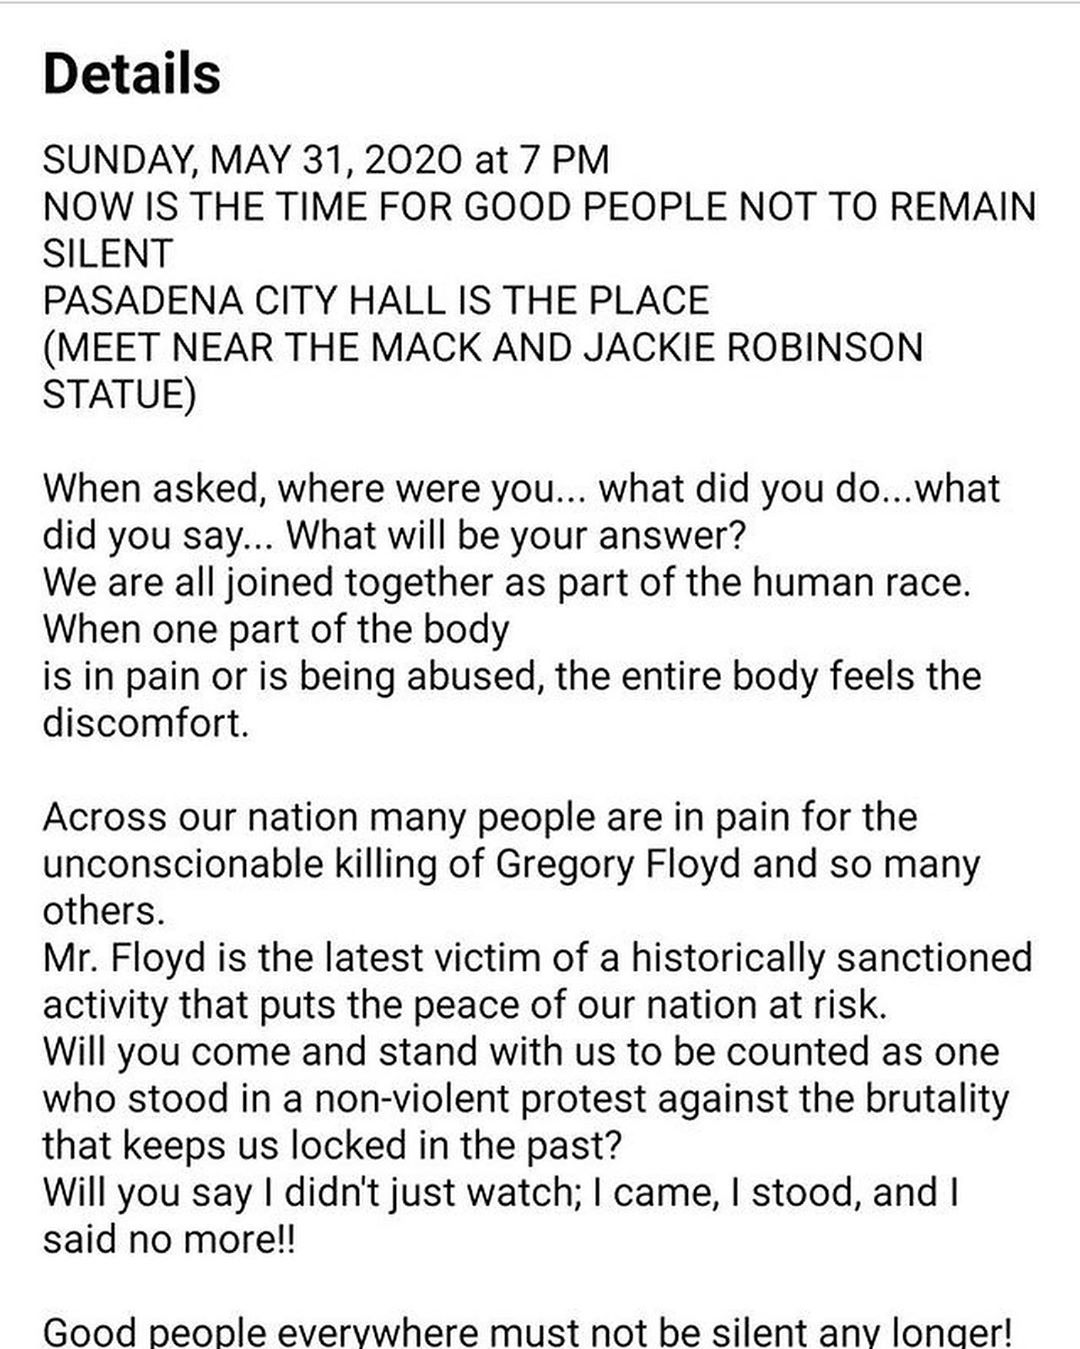 Details
SUNDAY, MAY 31, 2020 at 7 PM
NOW IS THE TIME FOR GOOD PEOPLE NOT TO REMAIN
SILENT
PASADENA CITY HALL IS THE PLACE
(MEET NEAR THE MACK AND JACKIE ROBINSON
STATUE)
When asked, where were you... what did you do...what
did you say... What will be your answer?
We are all joined together as part of the human race.
When one part of the body
is in pain or is being abused, the entire body feels the
discomfort.
Across our nation many people are in pain for the
unconscionable killing of Gregory Floyd and so many
others.
Mr. Floyd is the latest victim of a historically sanctioned
activity that puts the peace of our nation at risk.
Will you come and stand with us to be counted as one
who stood in a non-violent protest against the brutality
that keeps us locked in the past?
Will you say I didn't just watch; I came, I stood, and I
said no more!!
Good people everywhere must not be silent any longer!